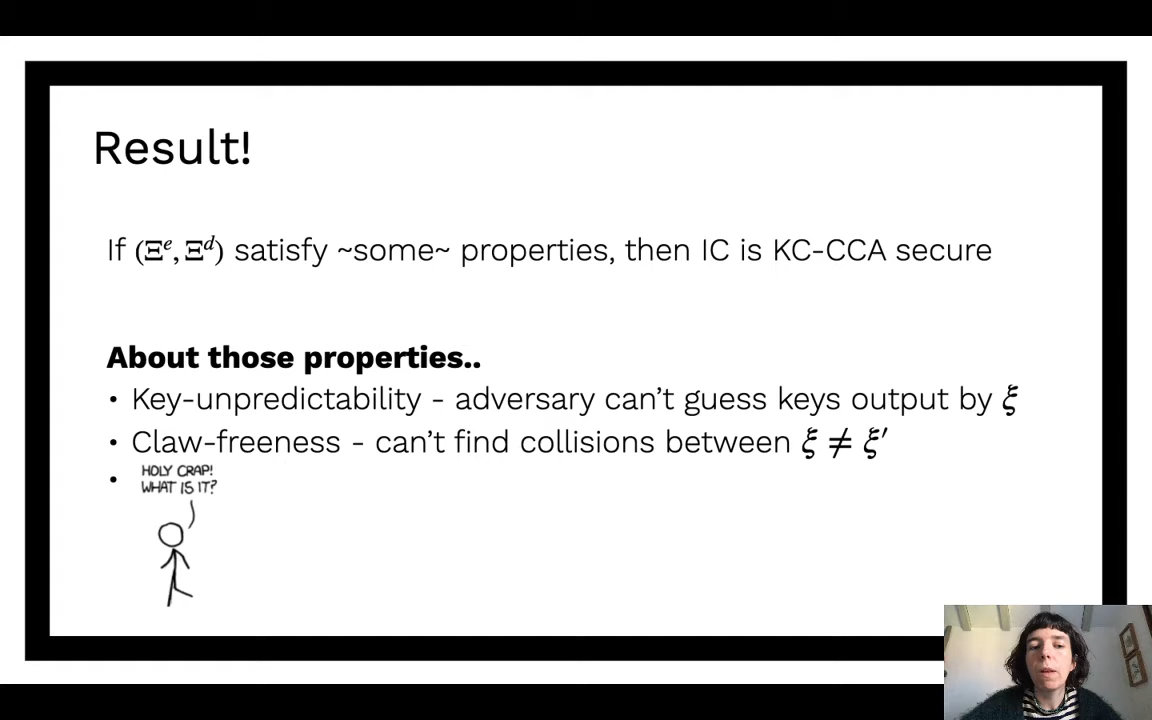 Result!
If (Ξᵉ, Ξᵈ) satisfy ~some~ properties, then IC is KC-CCA secure
About those properties..
• Key-unpredictability - adversary can’t guess keys output by ξ
• Claw-freeness - can’t find collisions between ξ ≠ ξ′
•
HOLY CRAP!
WHAT IS IT?